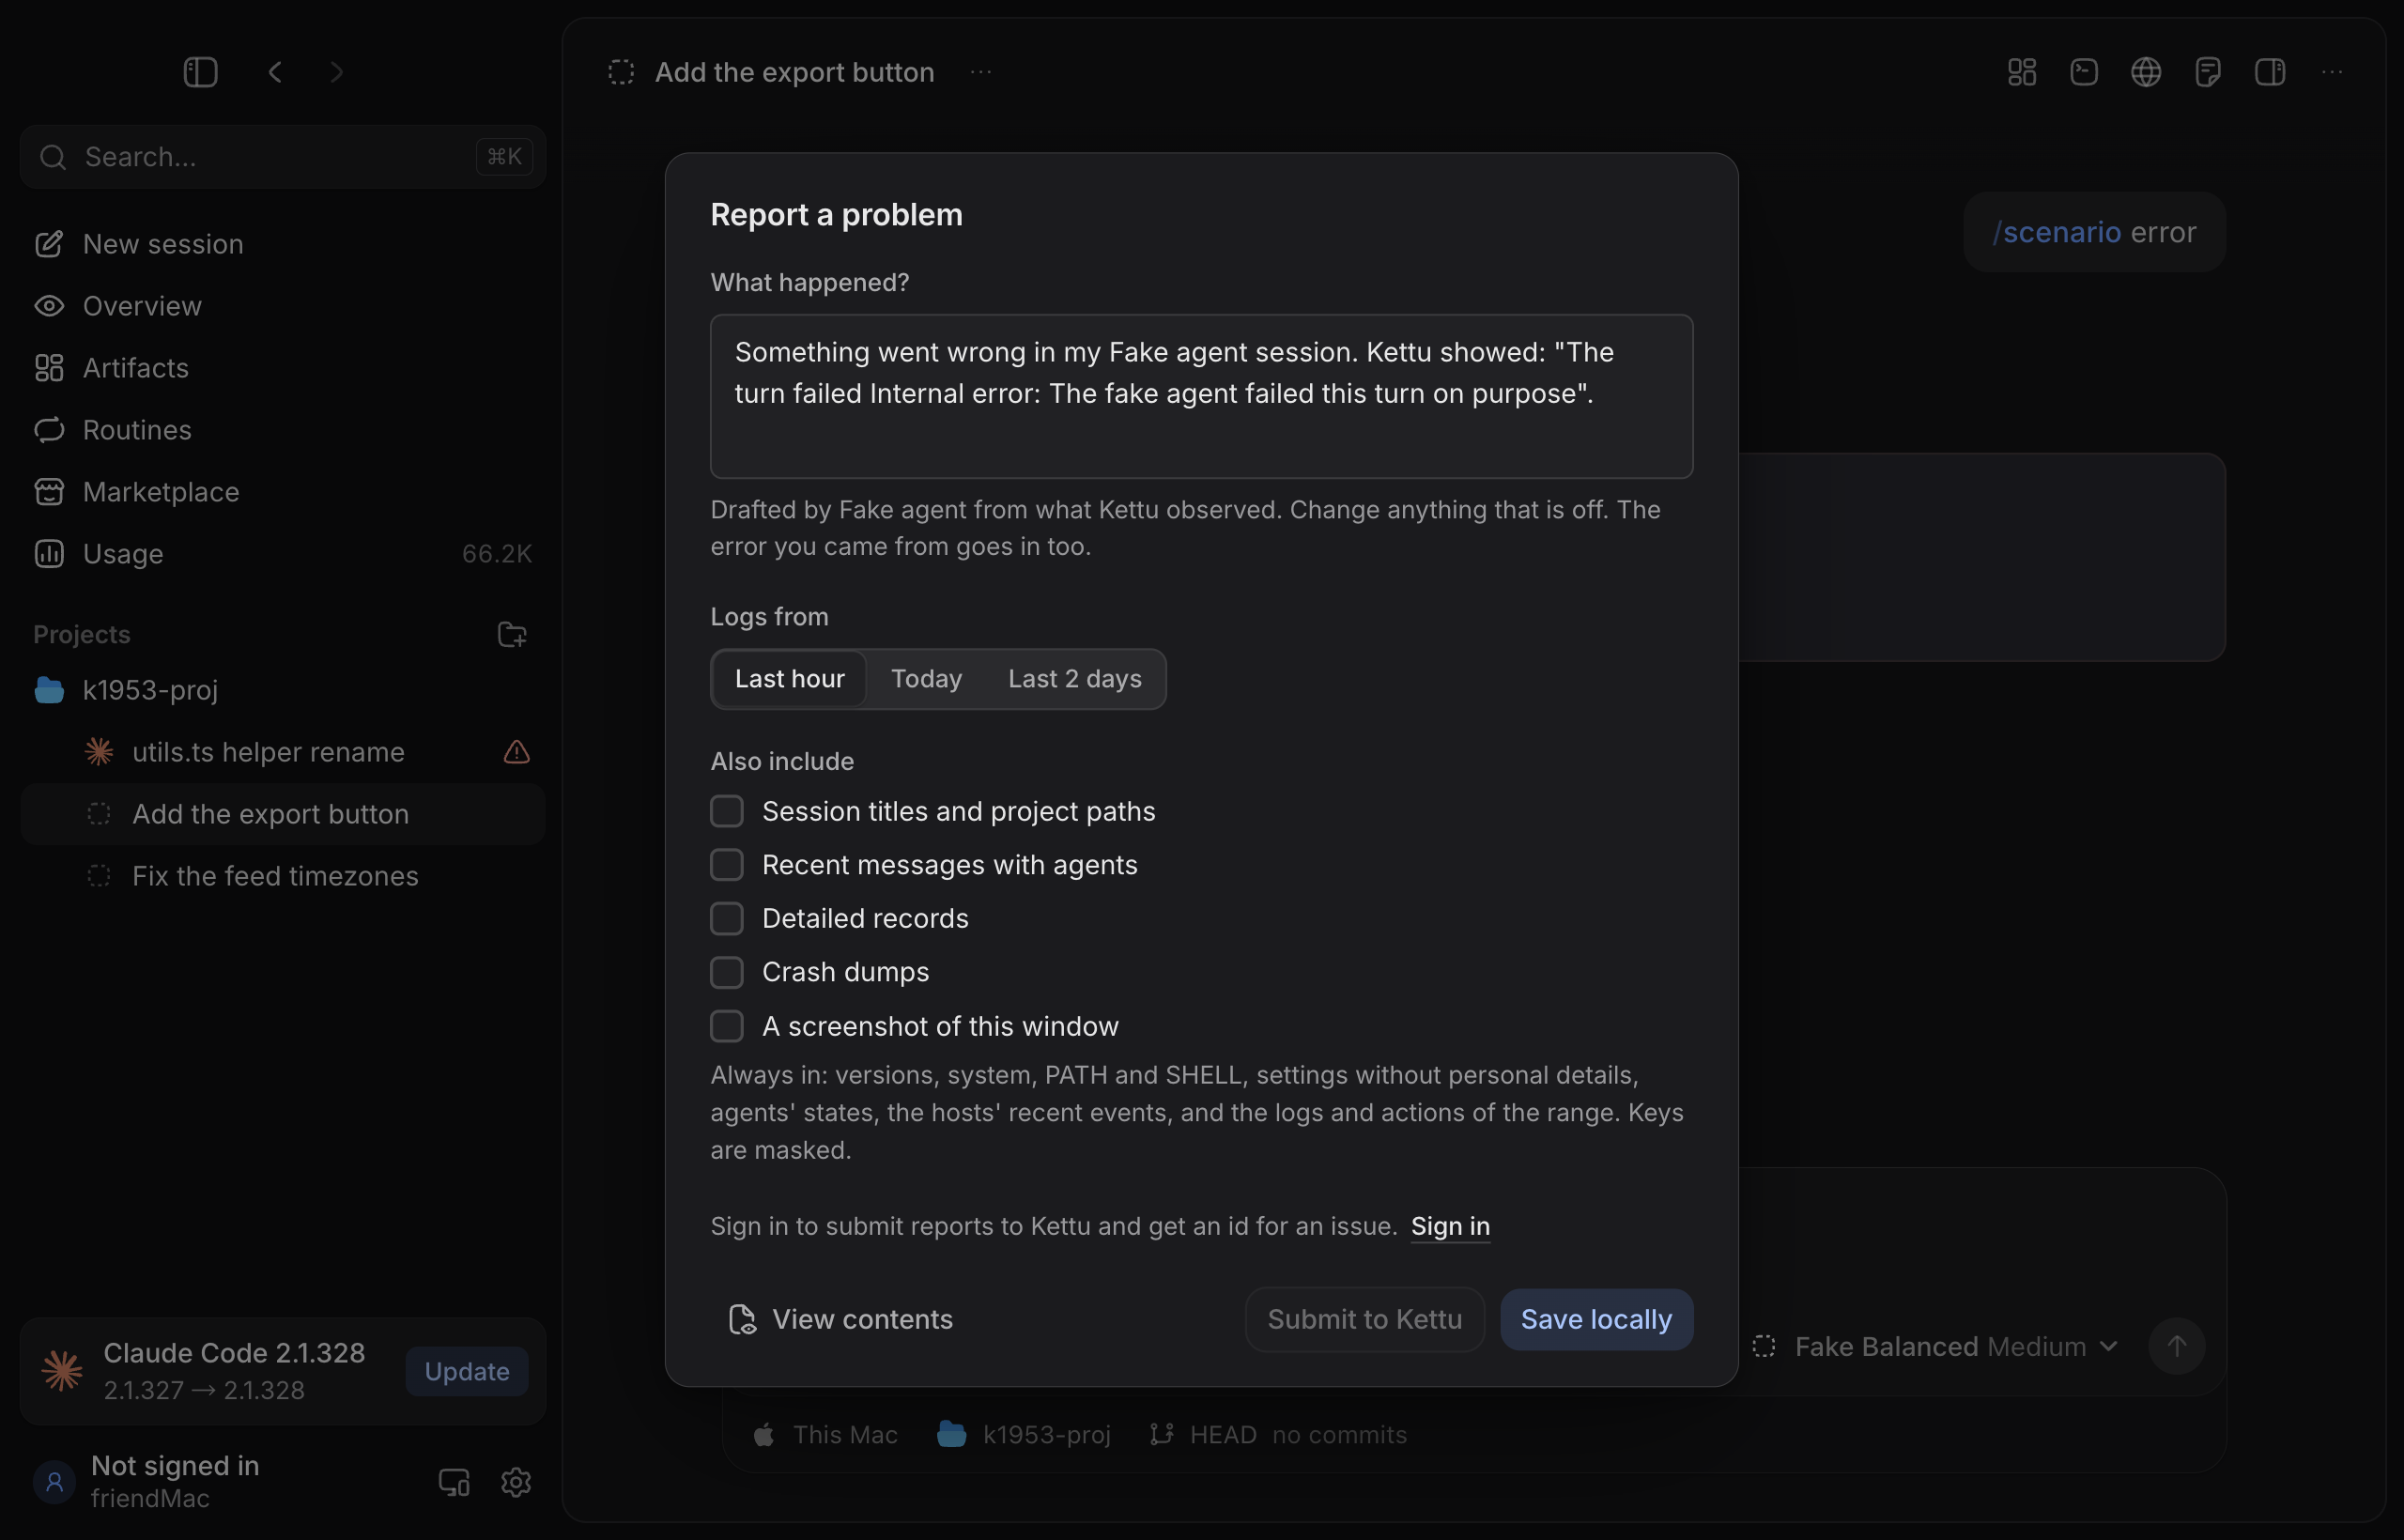 Search...
⌘K
New session
Overview
Artifacts
Routines
Marketplace
Usage
66.2K
Projects
k1953-proj
utils.ts helper rename
Add the export button
Fix the feed timezones
Claude Code 2.1.328
2.1.327 → 2.1.328
Update
Not signed in
friendMac
Add the export button
/scenario error
Report a problem
What happened?
Something went wrong in my Fake agent session. Kettu showed: "The
turn failed Internal error: The fake agent failed this turn on purpose".
Drafted by Fake agent from what Kettu observed. Change anything that is off. The
error you came from goes in too.
Logs from
Last hour
Today
Last 2 days
Also include
Session titles and project paths
Recent messages with agents
Detailed records
Crash dumps
A screenshot of this window
Always in: versions, system, PATH and SHELL, settings without personal details,
agents' states, the hosts' recent events, and the logs and actions of the range. Keys
are masked.
Sign in to submit reports to Kettu and get an id for an issue. Sign in
View contents
Submit to Kettu
Save locally
Fake Balanced Medium
This Mac
k1953-proj
HEAD no commits